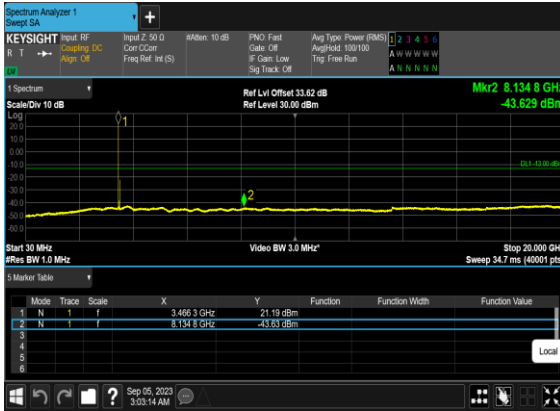 Spectrum Analyzer 1
Swept SA
+
KEYSIGHT
R T
Input: RF
Coupling: DC
Align: Off
Input Z: 50 Ω
Corr CCorr
Freq Ref: Int (S)
#Atten: 10 dB
PNO: Fast
Gate: Off
IF Gain: Low
Sig Track: Off
Avg Type: Power (RMS)
Avg|Hold: 100/100
Trig: Free Run
1 2 3 4 5 6
A W W W W W
A N N N N N
1 Spectrum
Scale/Div 10 dB
Ref Lvl Offset 33.62 dB
Ref Level 30.00 dBm
Mkr2 8.134 8 GHz
-43.629 dBm
Log
20.0
10.0
0.00
-10.0
-20.0
-30.0
-40.0
-50.0
-60.0
1
2
DL1 -13.00 dBm
Start 30 MHz
#Res BW 1.0 MHz
Video BW 3.0 MHz*
Stop 20.000 GH
Sweep 34.7 ms (40001 pts
5 Marker Table
Mode Trace Scale X Y Function Function Width Function Value
1 N 1 f 3.466 3 GHz 21.19 dBm
2 N 1 f 8.134 8 GHz -43.63 dBm
3
4
5
6
Local
?
Sep 05, 2023
3:03:14 AM